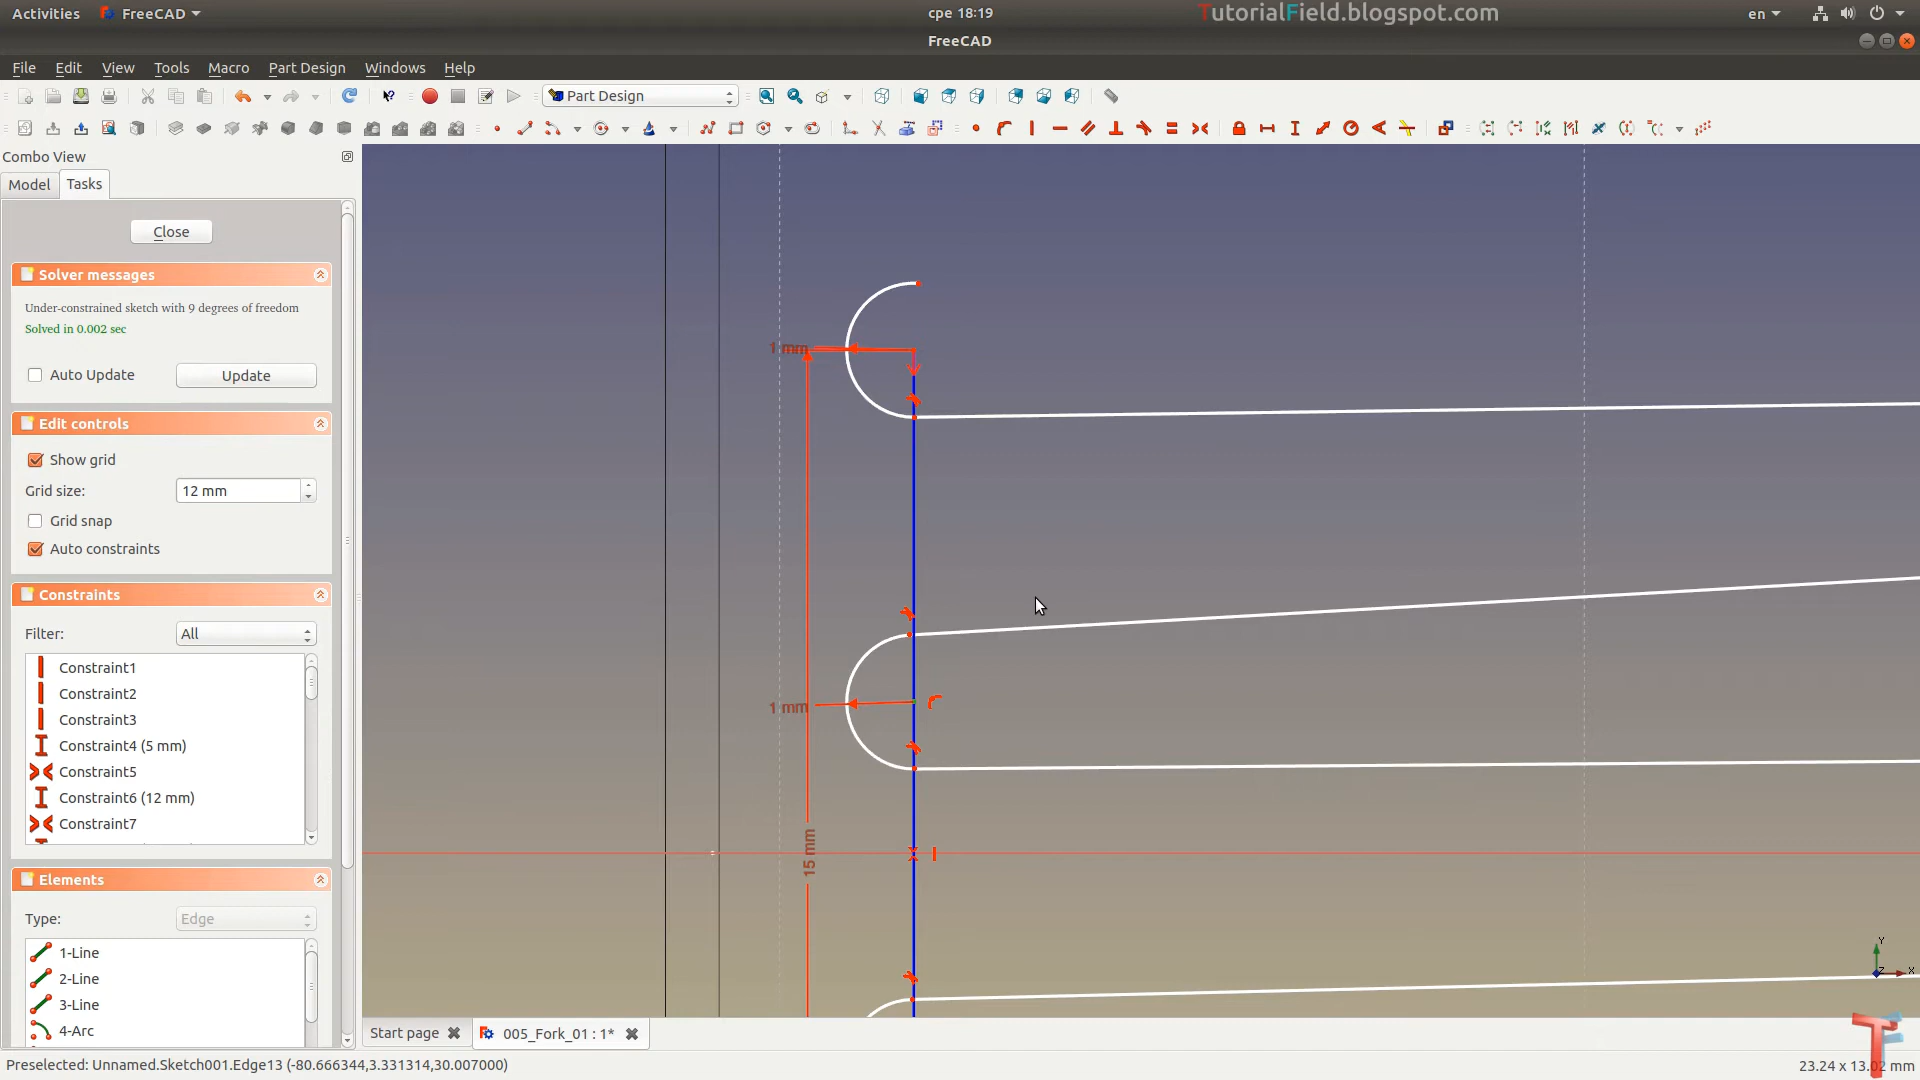 Activities FreeCAD сре 18:19 TutorialField.blogspot.com en
FreeCAD
File Edit View Tools Macro Part Design Windows Help
Part Design
Combo View
Model Tasks
Close
Solver messages
Under-constrained sketch with 9 degrees of freedom
Solved in 0.002 sec
Auto Update Update
Edit controls
Show grid
Grid size: 12 mm
Grid snap
Auto constraints
Constraints
Filter: All
Constraint1
Constraint2
Constraint3
Constraint4 (5 mm)
Constraint5
Constraint6 (12 mm)
Constraint7
Elements
Type: Edge
1-Line
2-Line
3-Line
4-Arc
1 mm
1 mm
15 mm
Y
Z X
Start page 005_Fork_01 : 1*
Preselected: Unnamed.Sketch001.Edge13 (-80.666344,3.331314,30.007000) 23.24 x 13.02 mm